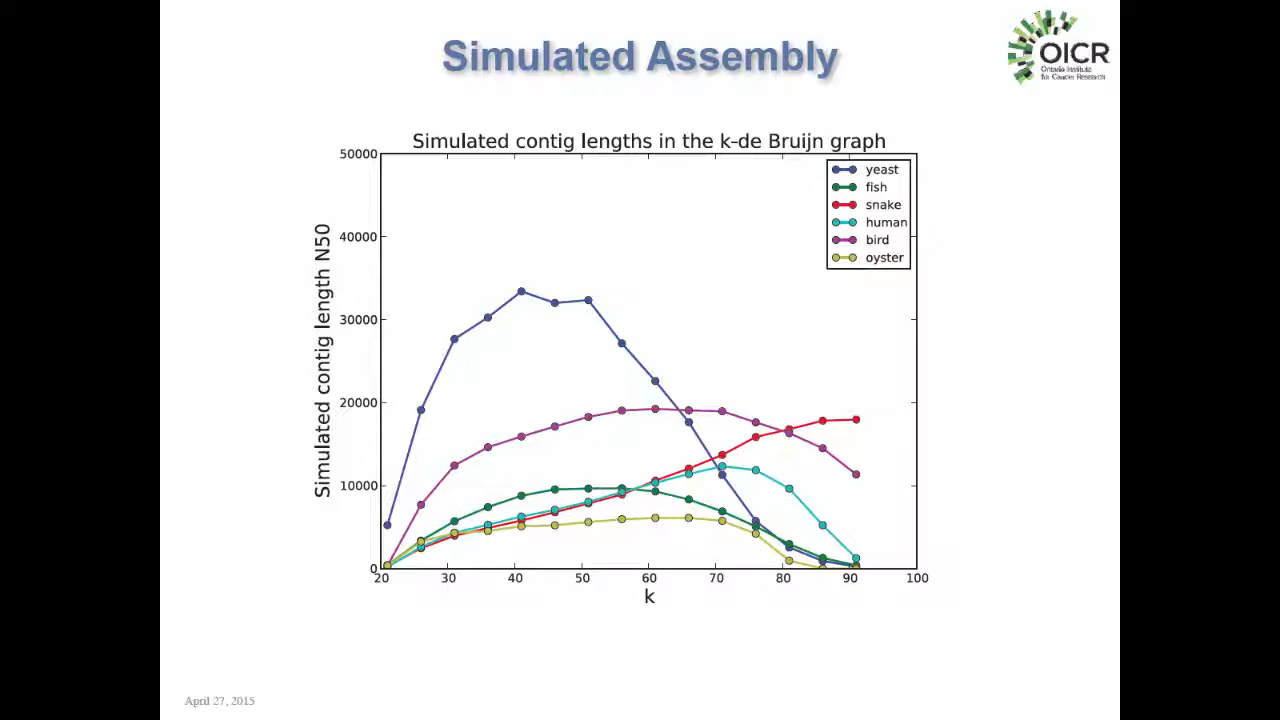 Simulated Assembly
OICR
Ontario Institute
for Cancer Research
Simulated contig lengths in the k-de Bruijn graph
50000
40000
30000
20000
10000
0
Simulated contig length N50
yeast
fish
snake
human
bird
oyster
20 30 40 50 60 70 80 90 100
k
April 27, 2015